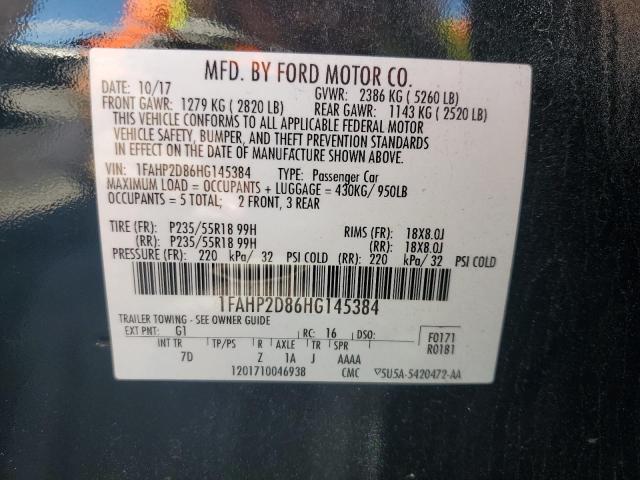 MFD. BY FORD MOTOR CO.
DATE: 10/17 GVWR: 2386 KG ( 5260 LB)
FRONT GAWR: 1279 KG ( 2820 LB) REAR GAWR: 1143 KG ( 2520 LB)
THIS VEHICLE CONFORMS TO ALL APPLICABLE FEDERAL MOTOR
VEHICLE SAFETY, BUMPER, AND THEFT PREVENTION STANDARDS
IN EFFECT ON THE DATE OF MANUFACTURE SHOWN ABOVE.
VIN: 1FAHP2D86HG145384 TYPE: Passenger Car
MAXIMUM LOAD = OCCUPANTS + LUGGAGE = 430KG/ 950LB
OCCUPANTS = 5 TOTAL; 2 FRONT, 3 REAR
TIRE (FR): P235/55R18 99H RIMS (FR): 18X8.0J
(RR): P235/55R18 99H (RR): 18X8.0J
PRESSURE (FR): 220 kPa/ 32 PSI COLD (RR): 220 kPa/ 32 PSI COLD
1FAHP2D86HG145384
TRAILER TOWING - SEE OWNER GUIDE
EXT PNT: G1 RC: 16 DSO: F0171
INT TR TP/PS R AXLE TR SPR R0181
7D Z 1A J AAAA
1201710046938 CMC ▽5U5A-5420472-AA